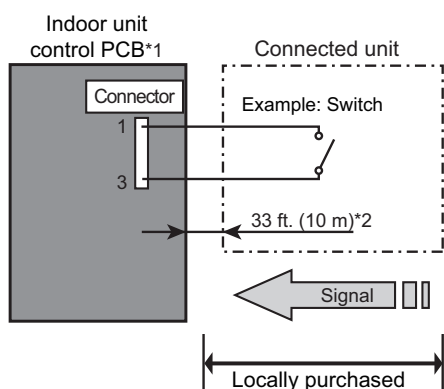 Indoor unit
control PCB*1
Connected unit
Connector
Example: Switch
1
3
33 ft. (10 m)*2
Signal
Locally purchased